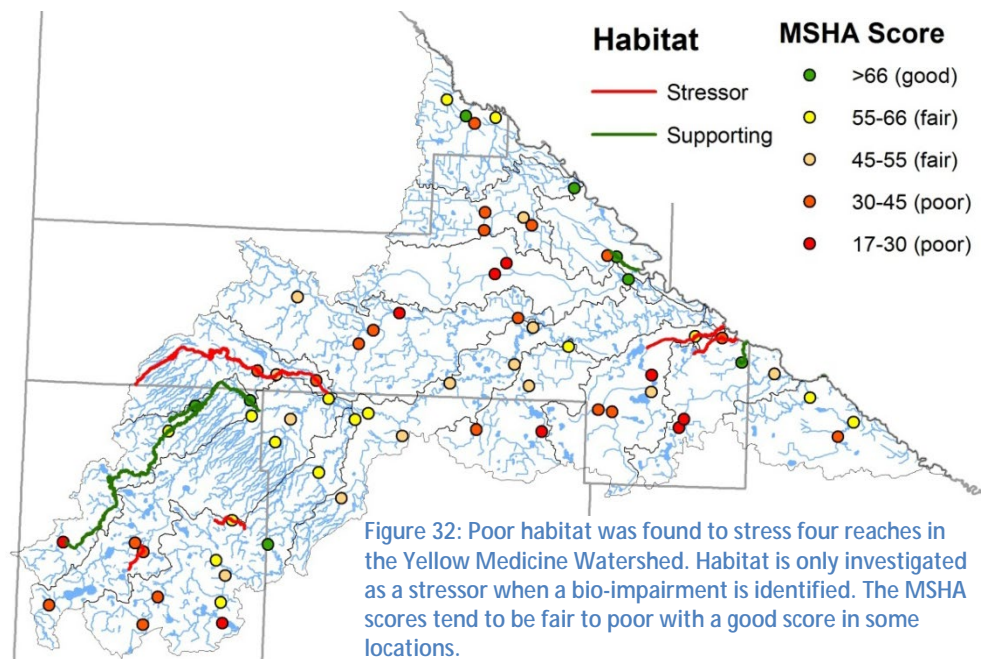 Habitat
Stressor
Supporting
MSHA Score
>66 (good)
55-66 (fair)
45-55 (fair)
30-45 (poor)
17-30 (poor)
Figure 32: Poor habitat was found to stress four reaches in
the Yellow Medicine Watershed. Habitat is only investigated
as a stressor when a bio-impairment is identified. The MSHA
scores tend to be fair to poor with a good score in some
locations.